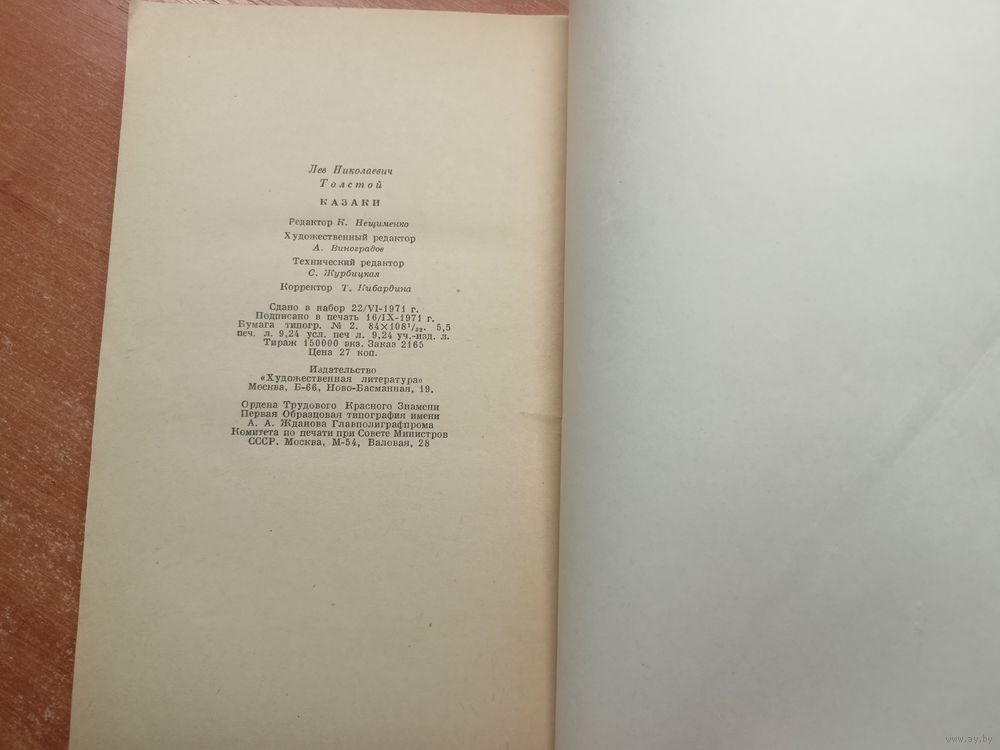 Лев Николаевич
Толстой
КАЗАКИ
Редактор К. Нещименко
Художественный редактор
А. Виноградов
Технический редактор
С. Журбицкая
Корректор Т. Кибардина
Сдано в набор 22/VI-1971 г.
Подписано в печать 16/IX-1971 г.
Бумага типогр. № 2. 84×108¹/₃₂. 5,5
печ. л. 9,24 усл. печ л. 9,24 уч.-изд. л.
Тираж 150000 экз. Заказ 2165
Цена 27 коп.
Издательство
«Художественная литература»
Москва, Б-66, Ново-Басманная, 19.
Ордена Трудового Красного Знамени
Первая Образцовая типография имени
А. А. Жданова Главполиграфпрома
Комитета по печати при Совете Министров
СССР. Москва, М-54, Валовая, 28
www.ay.by